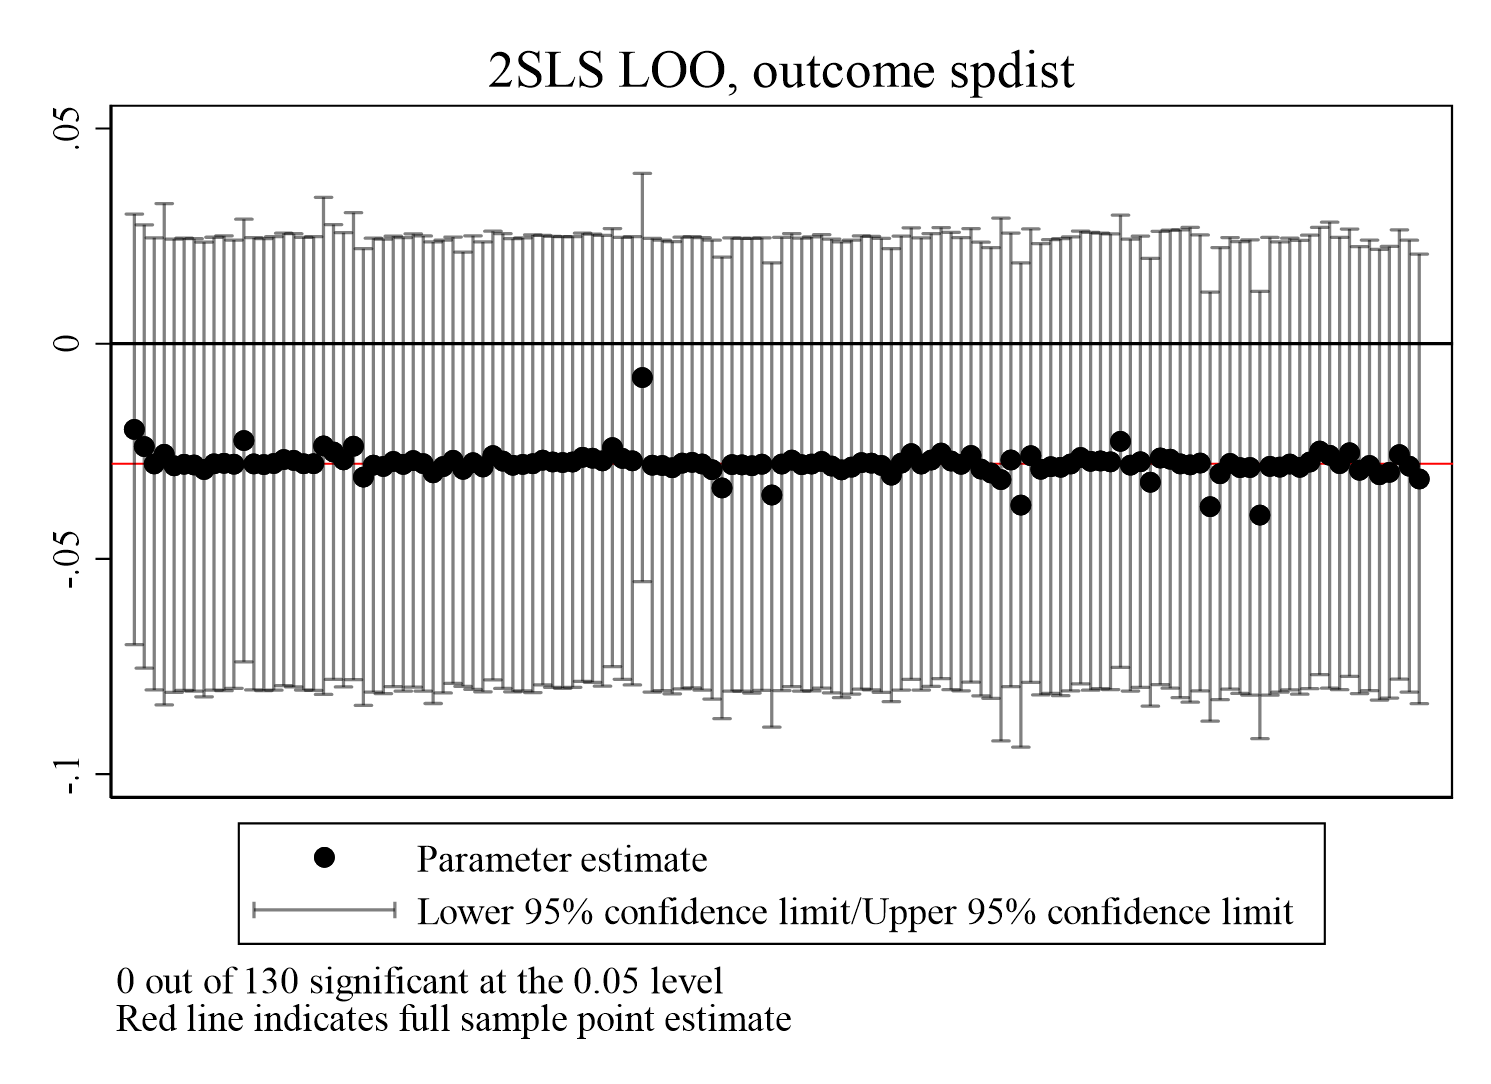 2SLS LOO, outcome spdist
.05
0
-.05
-.1
Parameter estimate
Lower 95% confidence limit/Upper 95% confidence limit
0 out of 130 significant at the 0.05 level
Red line indicates full sample point estimate